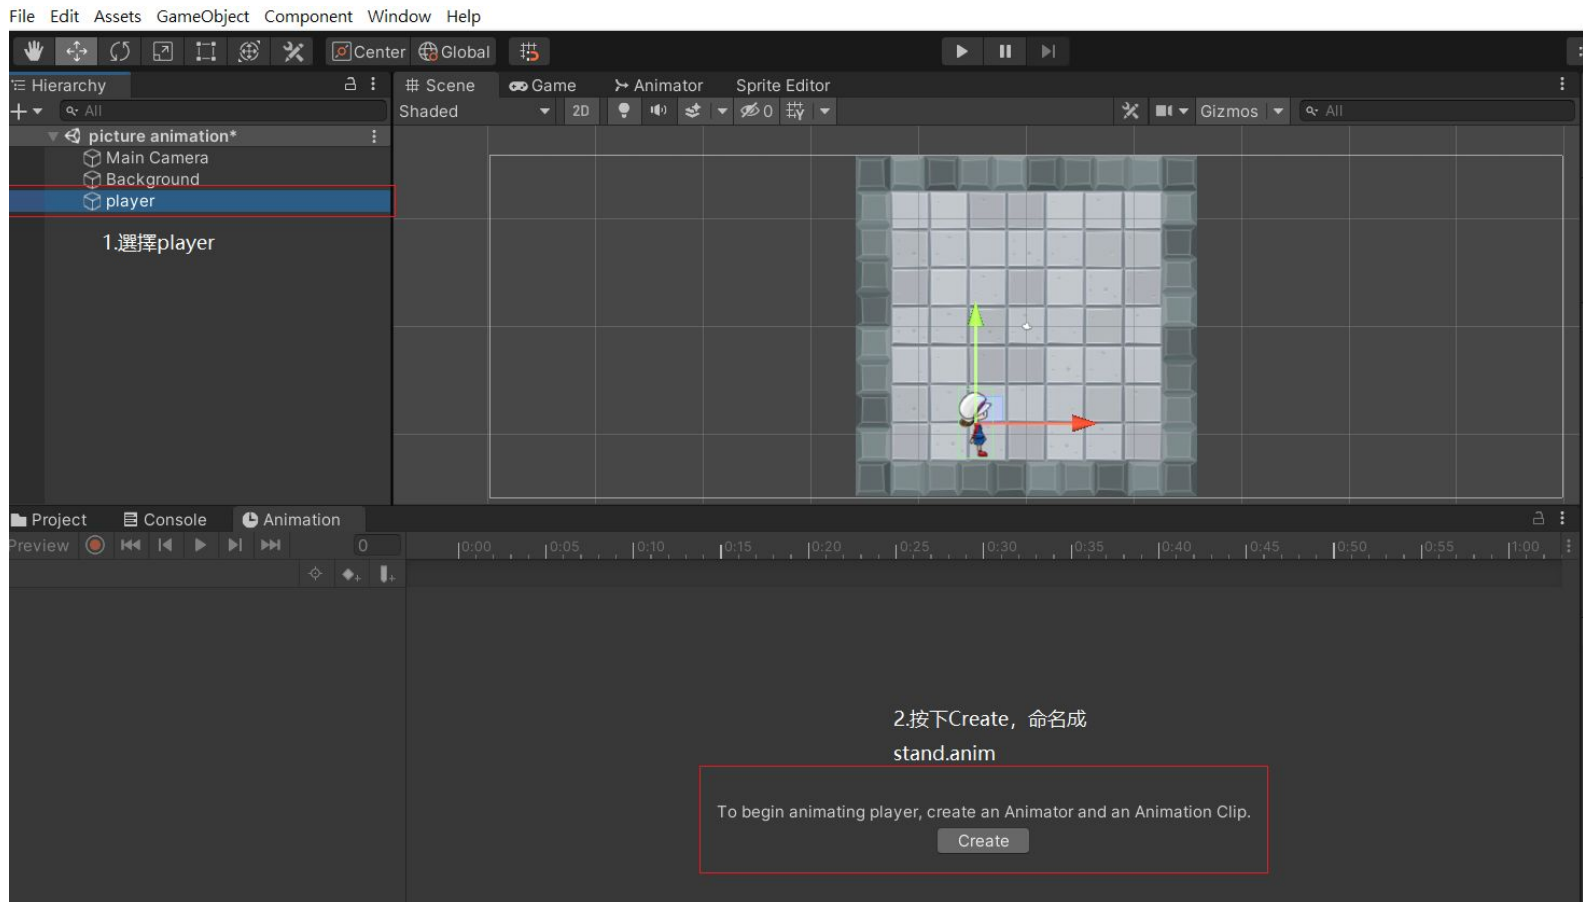 File Edit Assets GameObject Component Window Help
Center Global
Hierarchy
Scene Game Animator Sprite Editor
All
Shaded 2D 0 Gizmos All
picture animation*
Main Camera
Background
player
1.選擇player
Project Console Animation
Preview 0 0:00 0:05 0:10 0:15 0:20 0:25 0:30 0:35 0:40 0:45 0:50 0:55 1:00
2.按下Create，命名成
stand.anim
To begin animating player, create an Animator and an Animation Clip.
Create